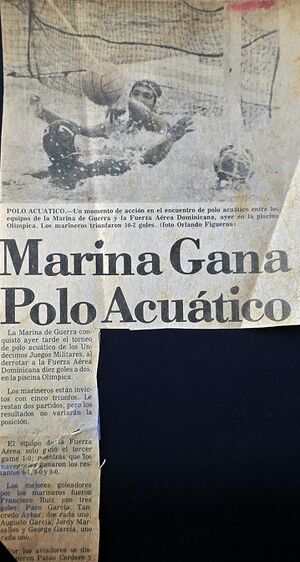 POLO ACUATICO.—Un momento de acción en el encuentro de polo acuático entre los
equipos de la Marina de Guerra y la Fuerza Aérea Dominicana, ayer en la piscina
Olímpica. Los marineros triunfaron 10-2 goles. (foto Orlando Figueroa)
Marina Gana
Polo Acuático
La Marina de Guerra con-
quistó ayer tarde el torneo
de polo acuático de los Un-
decimos Juegos Militares, al
derrotar a la Fuerza Aérea
Dominicana diez goles a dos,
en la piscina Olímpica.
Los marineros están invic-
tos con cinco triunfos. Le
restan dos partidos, pero los
resultados no variarán la
posición.
El equipo de la Fuerza
Aérea solo ganó el tercer
game 1-0, mientras que los
ganaron los res-
tantes 3-0 y 3-0.
Los mejores goleadores
por los marineros fueron
Francisco Ruiz con tres
goles; Paco García, Tan-
credo Aybar, dos cada uno;
Augusto García, Jordy Mar-
salles y George García, uno
cada uno.
Por los aviadores se dis-
Pablo Cordero y